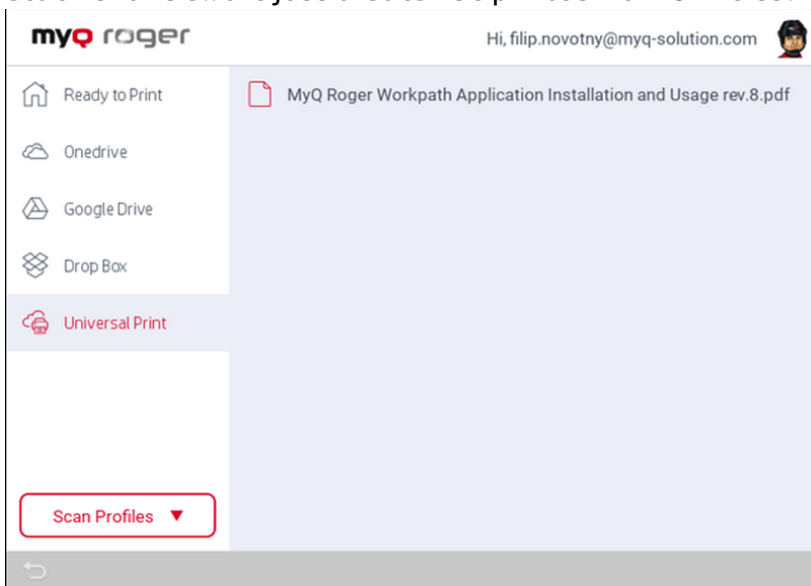 myq roger
Hi, filip.novotny@myq-solution.com
Ready to Print
MyQ Roger Workpath Application Installation and Usage rev.8.pdf
Onedrive
Google Drive
Drop Box
Universal Print
Scan Profiles